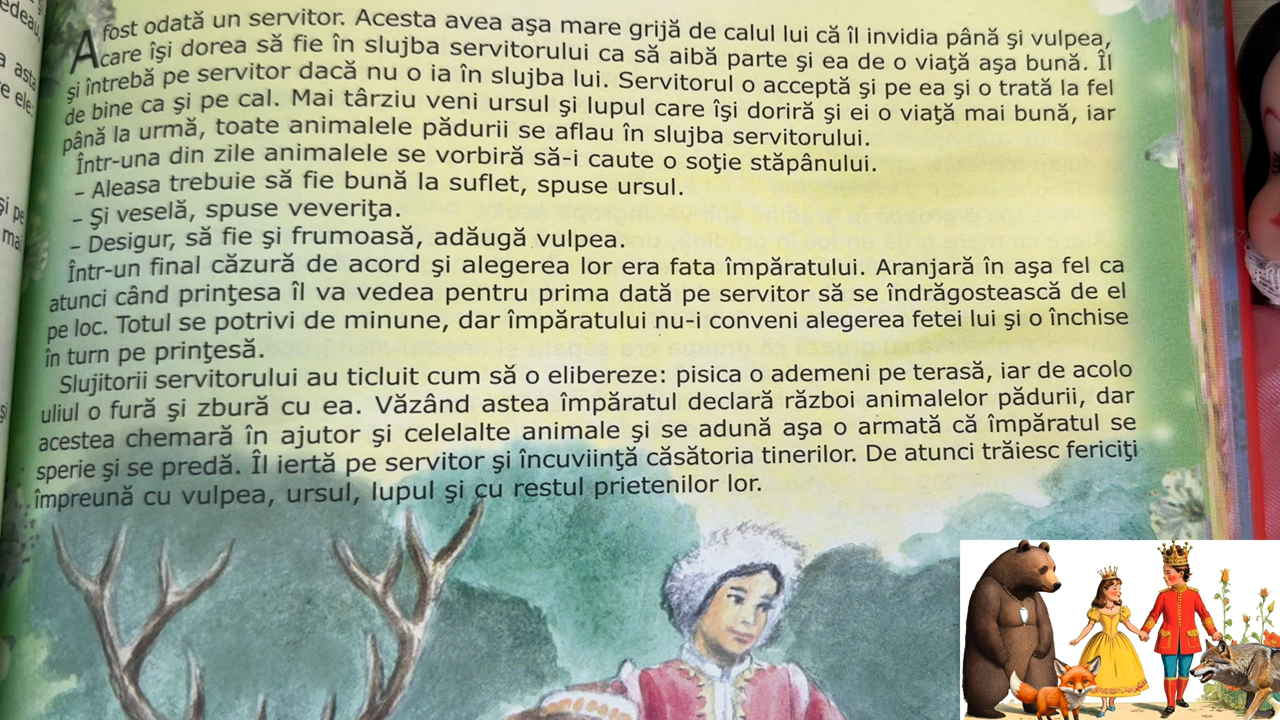 A fost odată un servitor. Acesta avea aşa mare grijă de calul lui că îl invidia până şi vulpea,
care îşi dorea să fie în slujba servitorului ca să aibă parte şi ea de o viaţă aşa bună. Îl
şi întrebă pe servitor dacă nu o ia în slujba lui. Servitorul o acceptă şi pe ea şi o trată la fel
de bine ca şi pe cal. Mai târziu veni ursul şi lupul care îşi doriră şi ei o viaţă mai bună, iar
până la urmă, toate animalele pădurii se aflau în slujba servitorului.
Într-una din zile animalele se vorbiră să-i caute o soţie stăpânului.
– Aleasa trebuie să fie bună la suflet, spuse ursul.
– Şi veselă, spuse veveriţa.
– Desigur, să fie şi frumoasă, adăugă vulpea.
Într-un final căzură de acord şi alegerea lor era fata împăratului. Aranjară în aşa fel ca
atunci când prinţesa îl va vedea pentru prima dată pe servitor să se îndrăgostească de el
pe loc. Totul se potrivi de minune, dar împăratului nu-i conveni alegerea fetei lui şi o închise
în turn pe prinţesă.
Slujitorii servitorului au ticluit cum să o elibereze: pisica o ademeni pe terasă, iar de acolo
uliul o fură şi zbură cu ea. Văzând astea împăratul declară război animalelor pădurii, dar
acestea chemară în ajutor şi celelalte animale şi se adună aşa o armată că împăratul se
sperie şi se predă. Îl iertă pe servitor şi încuviinţă căsătoria tinerilor. De atunci trăiesc fericiţi
împreună cu vulpea, ursul, lupul şi cu restul prietenilor lor.